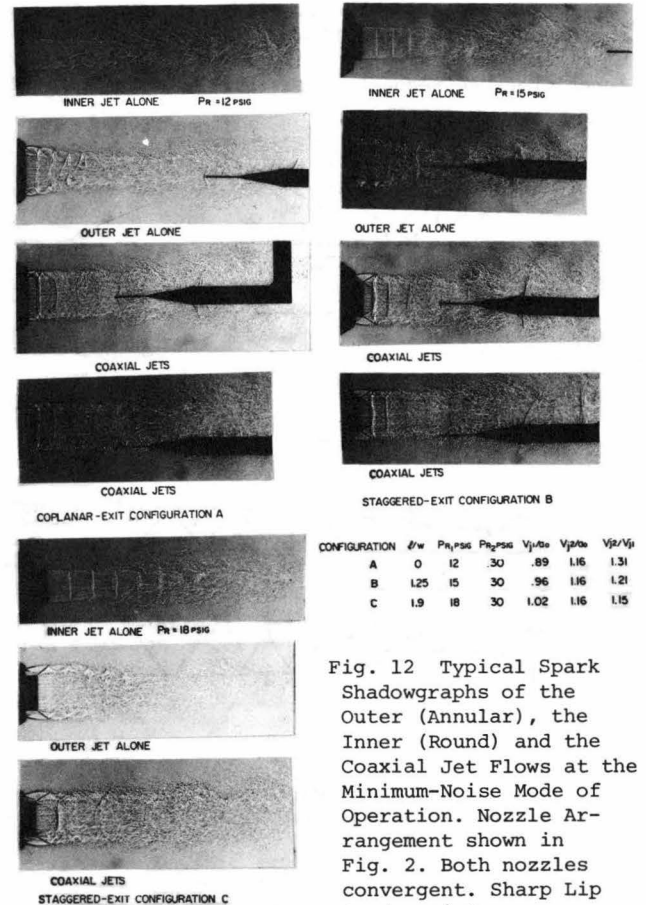 INNER JET ALONE PR = 12 PSIG
OUTER JET ALONE
COAXIAL JETS
COAXIAL JETS
COPLANAR-EXIT CONFIGURATION A
INNER JET ALONE PR = 15 PSIG
OUTER JET ALONE
COAXIAL JETS
COAXIAL JETS
STAGGERED-EXIT CONFIGURATION B
INNER JET ALONE PR = 18 PSIG
OUTER JET ALONE
COAXIAL JETS
STAGGERED-EXIT CONFIGURATION C
CONFIGURATION ℓ/w PR1 PSIG PR2 PSIG Vj1/a0 Vj2/a0 Vj2/Vj1
A 0 12 .30 .89 1.16 1.31
B 1.25 15 30 .96 1.16 1.21
C 1.9 18 30 1.02 1.16 1.15
Fig. 12 Typical Spark
Shadowgraphs of the
Outer (Annular), the
Inner (Round) and the
Coaxial Jet Flows at the
Minimum-Noise Mode of
Operation. Nozzle Ar-
rangement shown in
Fig. 2. Both nozzles
convergent. Sharp Lip